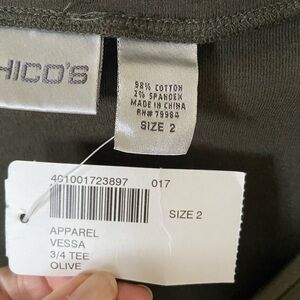 HICO'S
98% COTTON
2% SPANDEX
MADE IN CHINA
RN# 79984
SIZE 2
401001723897 017
SIZE 2
APPAREL
VESSA
3/4 TEE
OLIVE